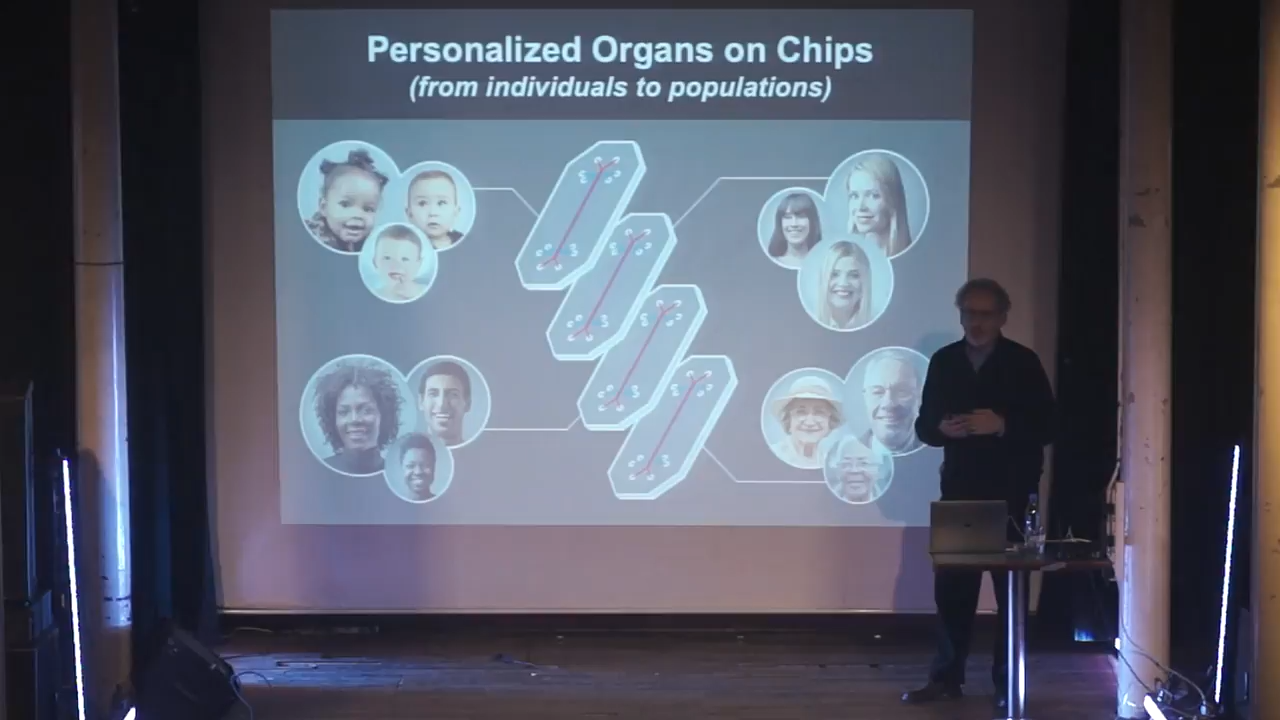 Personalized Organs on Chips
(from individuals to populations)